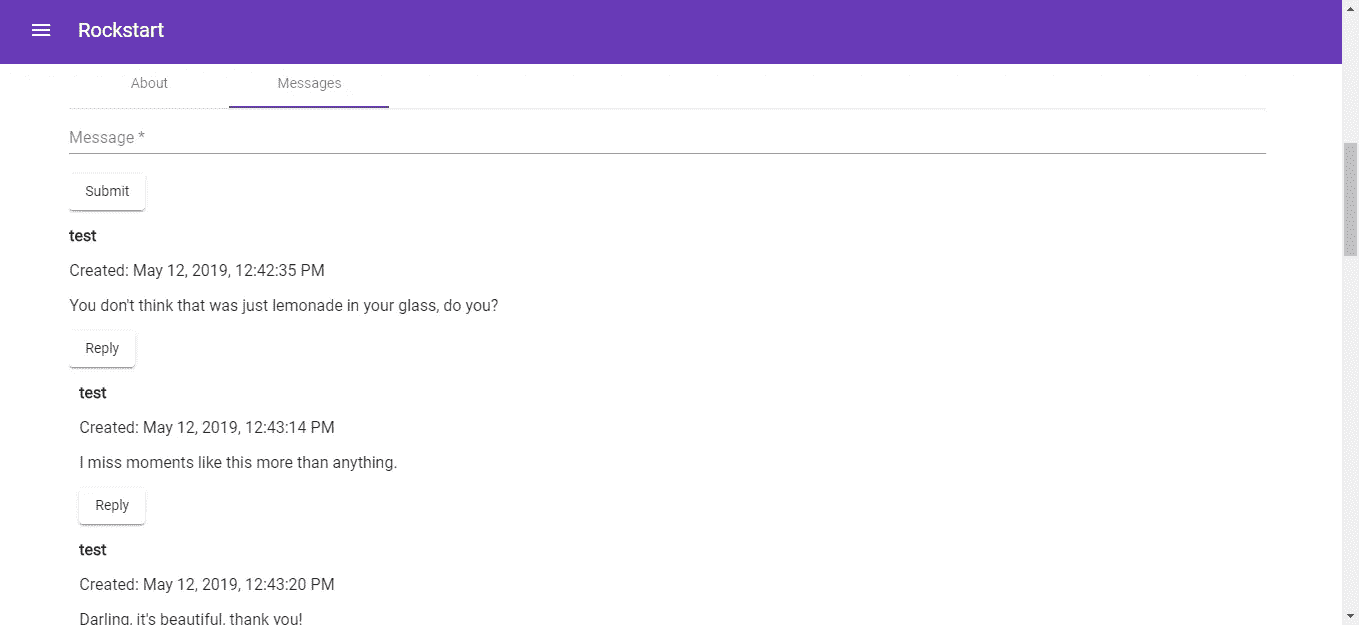 Rockstart
About
Messages
Message *
Submit
test
Created: May 12, 2019, 12:42:35 PM
You don't think that was just lemonade in your glass, do you?
Reply
test
Created: May 12, 2019, 12:43:14 PM
I miss moments like this more than anything.
Reply
test
Created: May 12, 2019, 12:43:20 PM
Darling, it's beautiful, thank you!